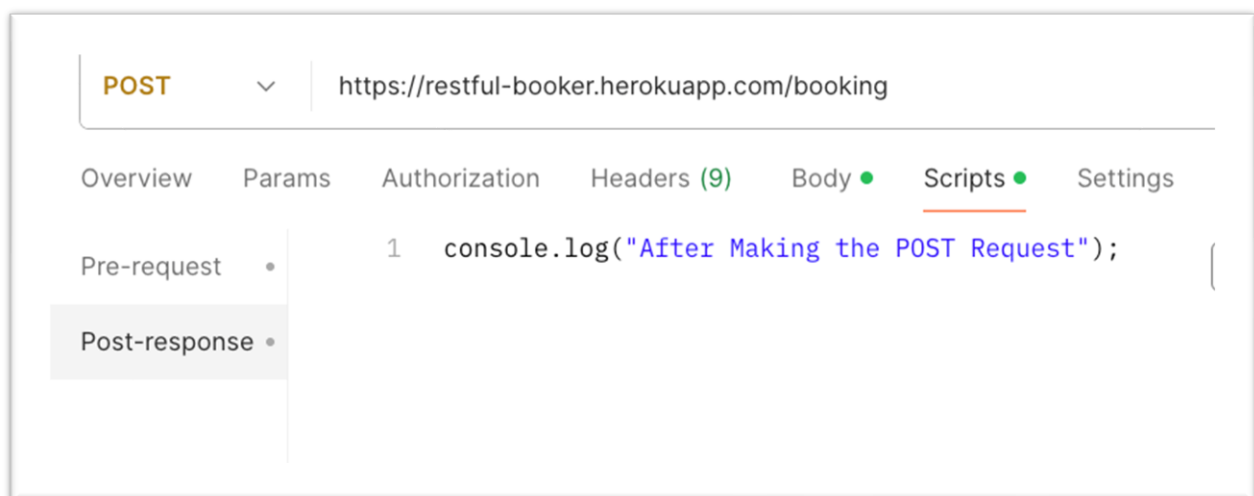 POST https://restful-booker.herokuapp.com/booking
Overview Params Authorization Headers (9) Body Scripts Settings
1 console.log("After Making the POST Request");
Pre-request
Post-response